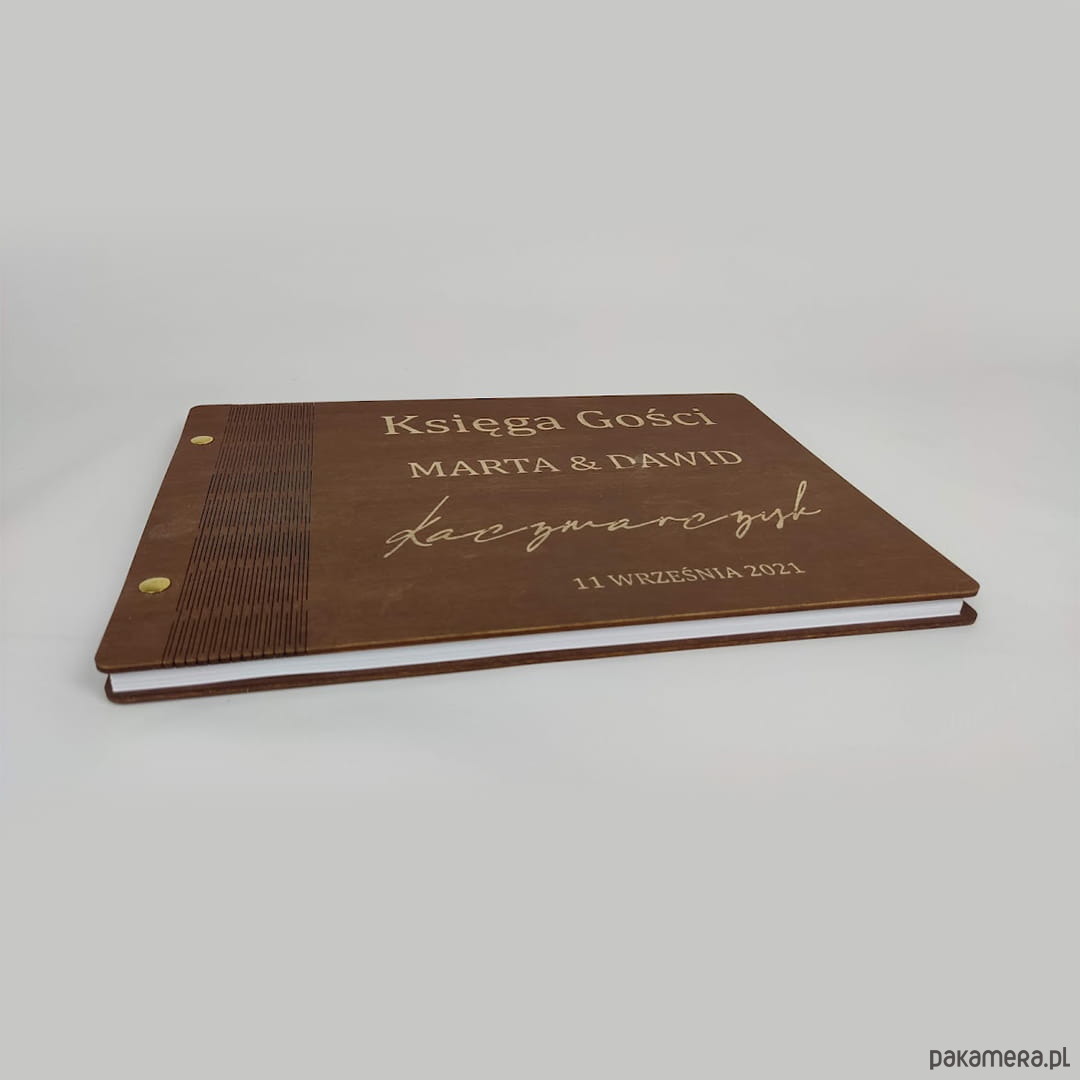 Księga Gości
MARTA & DAWID
Kaczmarczyk
11 WRZEŚNIA 2021
pakamera.pl